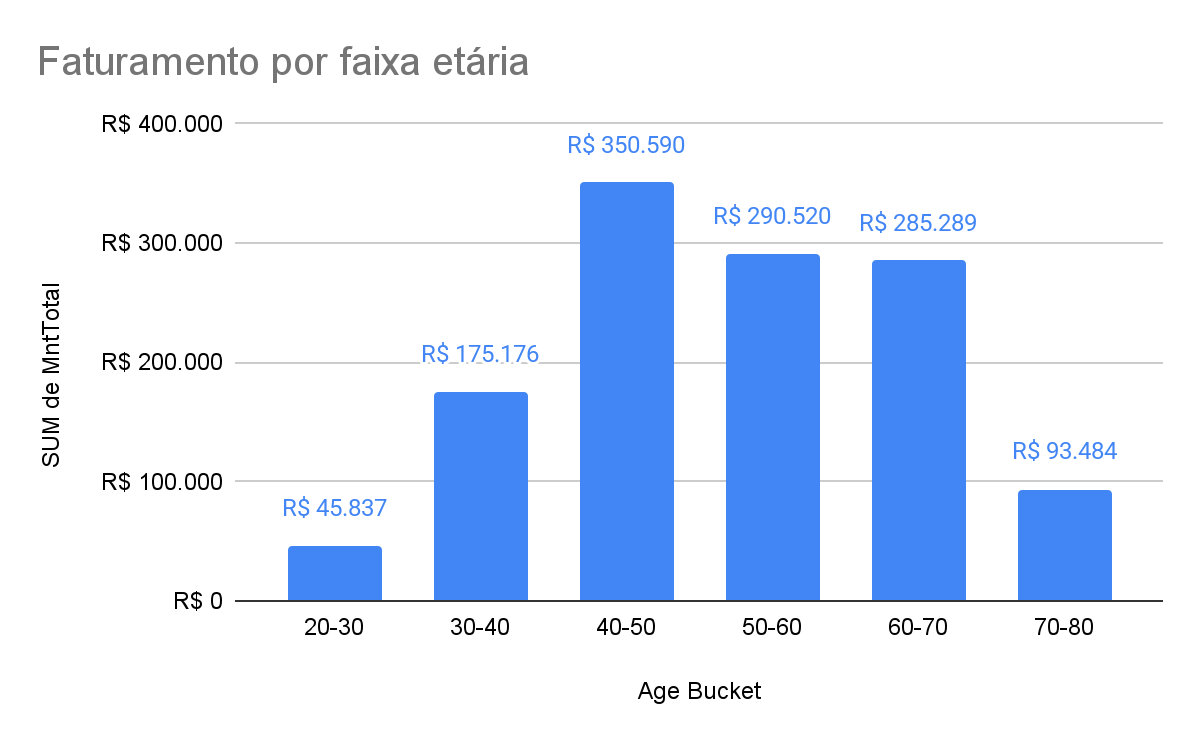 Faturamento por faixa etária
R$ 400.000
R$ 350.590
R$ 290.520
R$ 285.289
R$ 300.000
R$ 175.176
R$ 200.000
R$ 93.484
R$ 100.000
R$ 45.837
R$ 0
SUM de MntTotal
20-30 30-40 40-50 50-60 60-70 70-80
Age Bucket